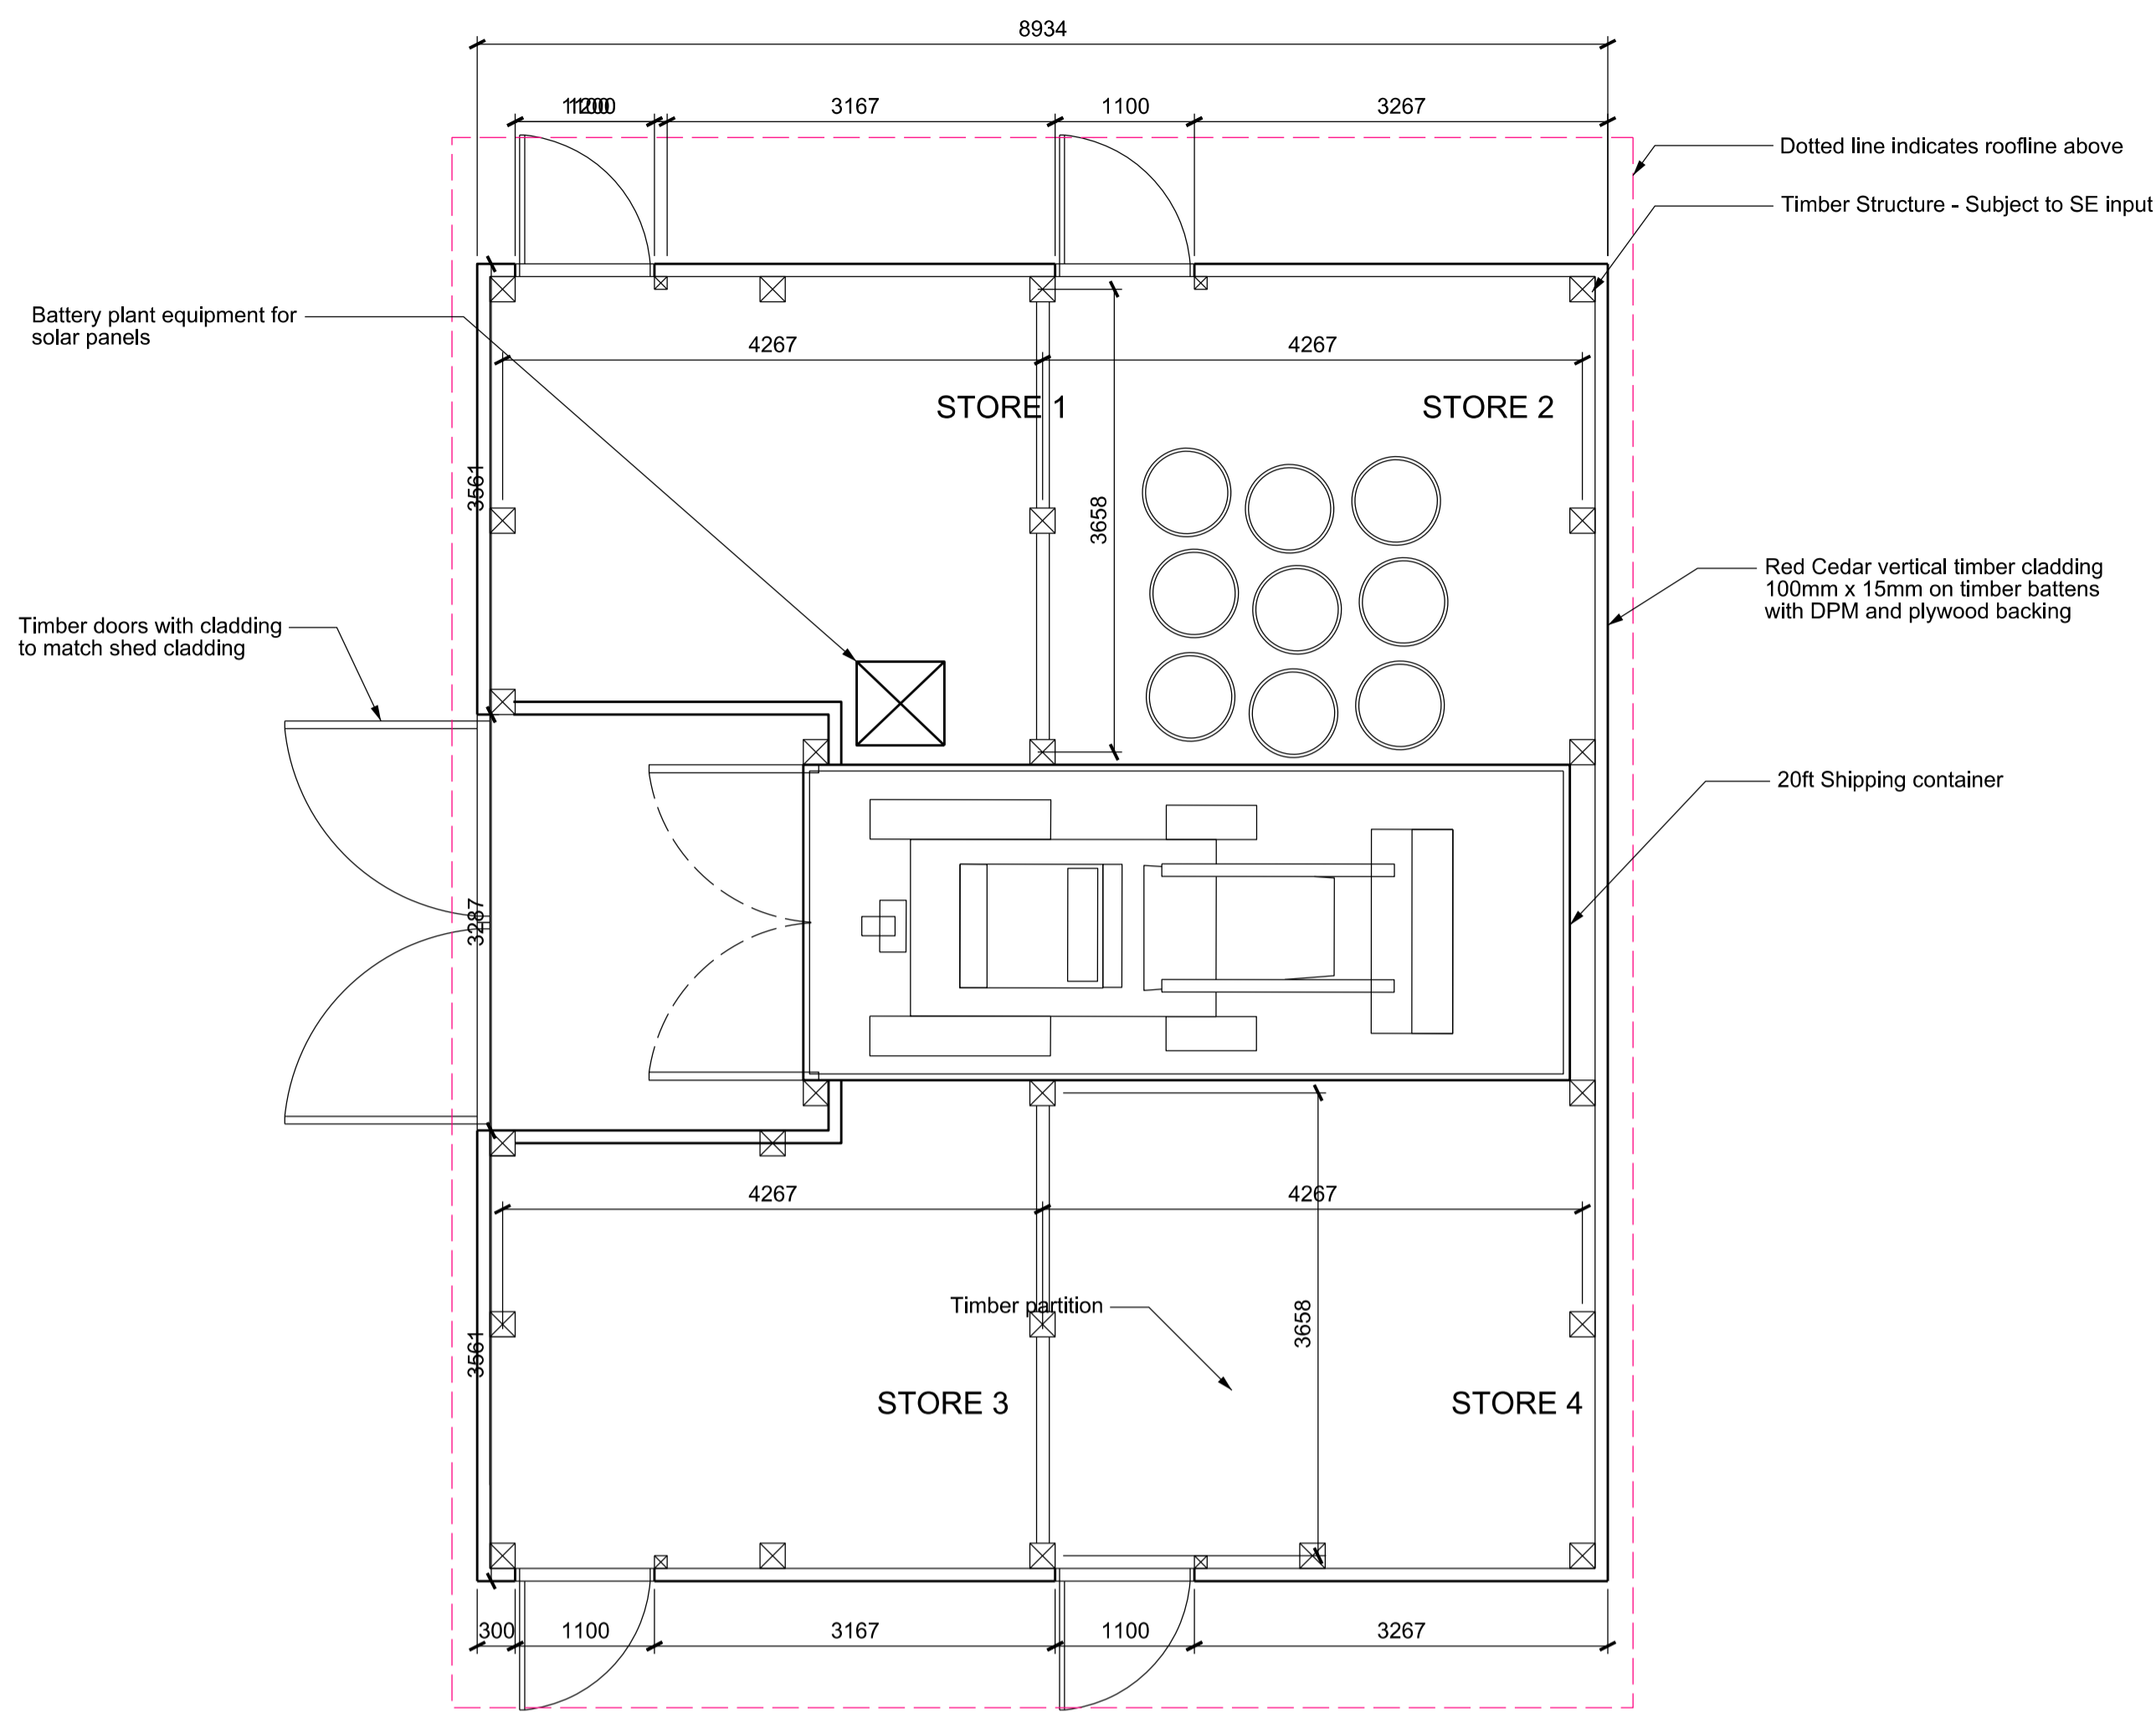 8934
1100
1200
3167
1100
3267
Dotted line indicates roofline above
Timber Structure - Subject to SE input
Battery plant equipment for
solar panels
4267
4267
STORE 1
STORE 2
3561
3658
Red Cedar vertical timber cladding
100mm x 15mm on timber battens
with DPM and plywood backing
Timber doors with cladding
to match shed cladding
20ft Shipping container
3287
4267
4267
Timber partition
3658
3561
STORE 3
STORE 4
300
1100
3167
1100
3267